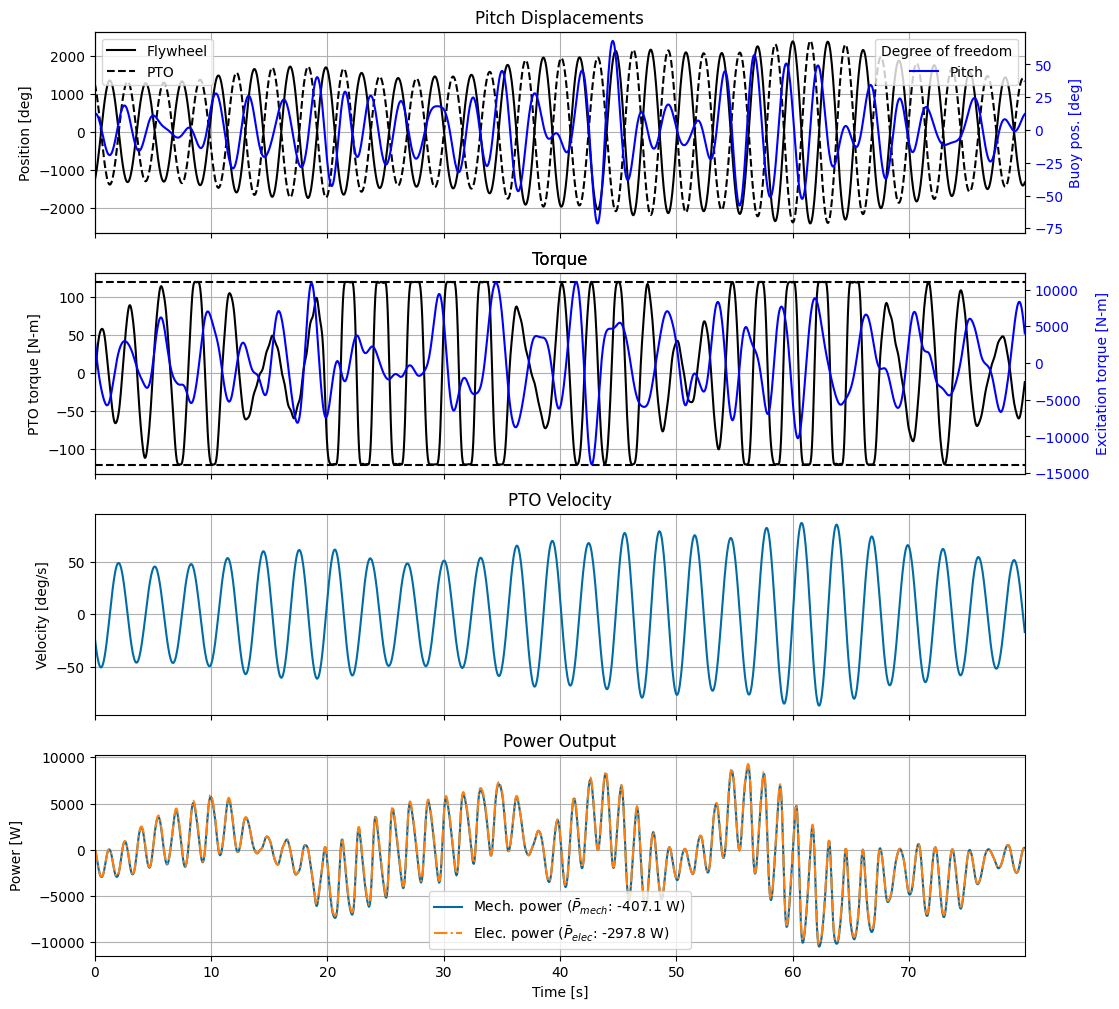 Pitch Displacements
Position [deg]
2000
1000
0
−1000
−2000
Flywheel
PTO
Degree of freedom
Pitch
50
25
0
−25
−50
−75
Buoy pos. [deg]
Torque
PTO torque [N-m]
100
50
0
−50
−100
10000
5000
0
−5000
−10000
−15000
Excitation torque [N-m]
PTO Velocity
Velocity [deg/s]
50
0
−50
Power Output
Power [W]
10000
5000
0
−5000
−10000
Mech. power (P̄mech: -407.1 W)
Elec. power (P̄elec: -297.8 W)
0 10 20 30 40 50 60 70
Time [s]